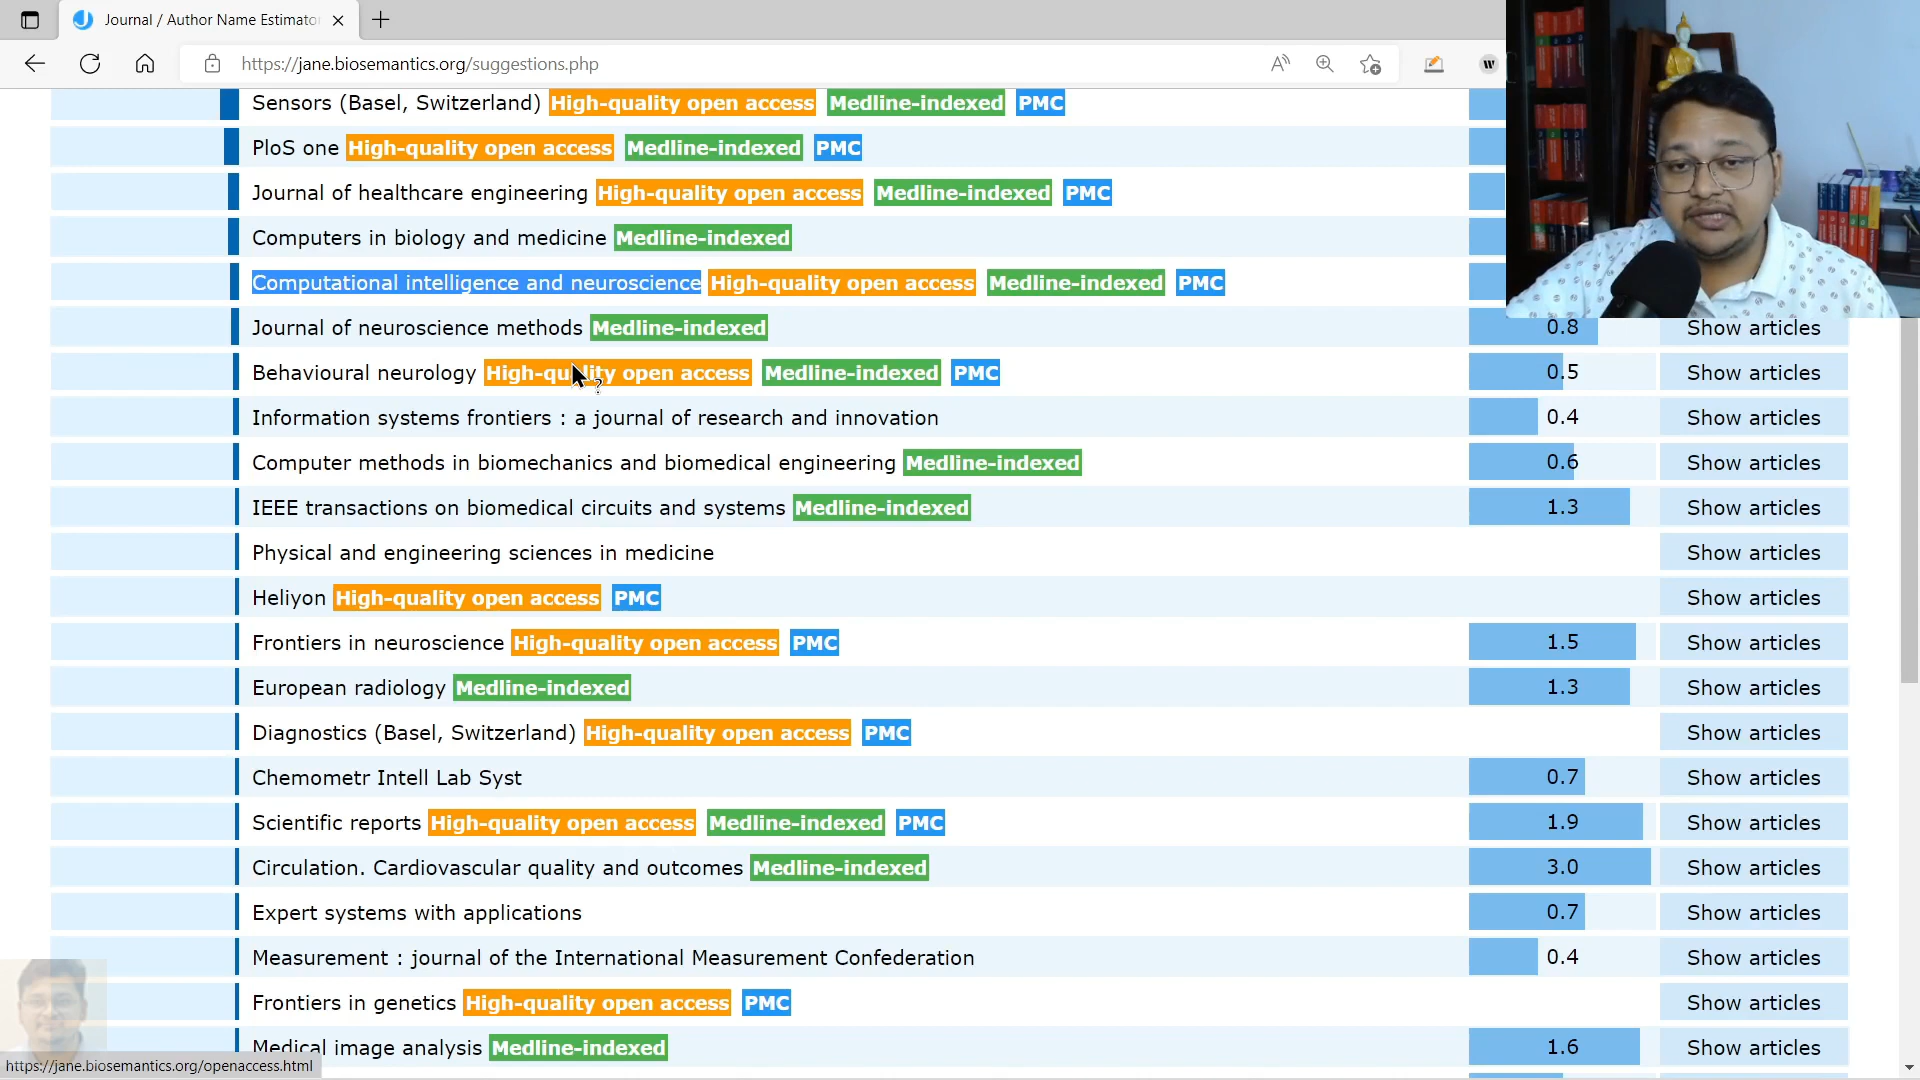 Journal / Author Name Estimato
https://jane.biosemantics.org/suggestions.php
Sensors (Basel, Switzerland) High-quality open access Medline-indexed PMC
PloS one High-quality open access Medline-indexed PMC
Journal of healthcare engineering High-quality open access Medline-indexed PMC
Computers in biology and medicine Medline-indexed
Computational intelligence and neuroscience High-quality open access Medline-indexed PMC
Journal of neuroscience methods Medline-indexed 0.8 Show articles
Behavioural neurology High-quality open access Medline-indexed PMC 0.5 Show articles
Information systems frontiers : a journal of research and innovation 0.4 Show articles
Computer methods in biomechanics and biomedical engineering Medline-indexed 0.6 Show articles
IEEE transactions on biomedical circuits and systems Medline-indexed 1.3 Show articles
Physical and engineering sciences in medicine Show articles
Heliyon High-quality open access PMC Show articles
Frontiers in neuroscience High-quality open access PMC 1.5 Show articles
European radiology Medline-indexed 1.3 Show articles
Diagnostics (Basel, Switzerland) High-quality open access PMC Show articles
Chemometr Intell Lab Syst 0.7 Show articles
Scientific reports High-quality open access Medline-indexed PMC 1.9 Show articles
Circulation. Cardiovascular quality and outcomes Medline-indexed 3.0 Show articles
Expert systems with applications 0.7 Show articles
Measurement : journal of the International Measurement Confederation 0.4 Show articles
Frontiers in genetics High-quality open access PMC Show articles
Medical image analysis Medline-indexed 1.6 Show articles
https://jane.biosemantics.org/openaccess.html